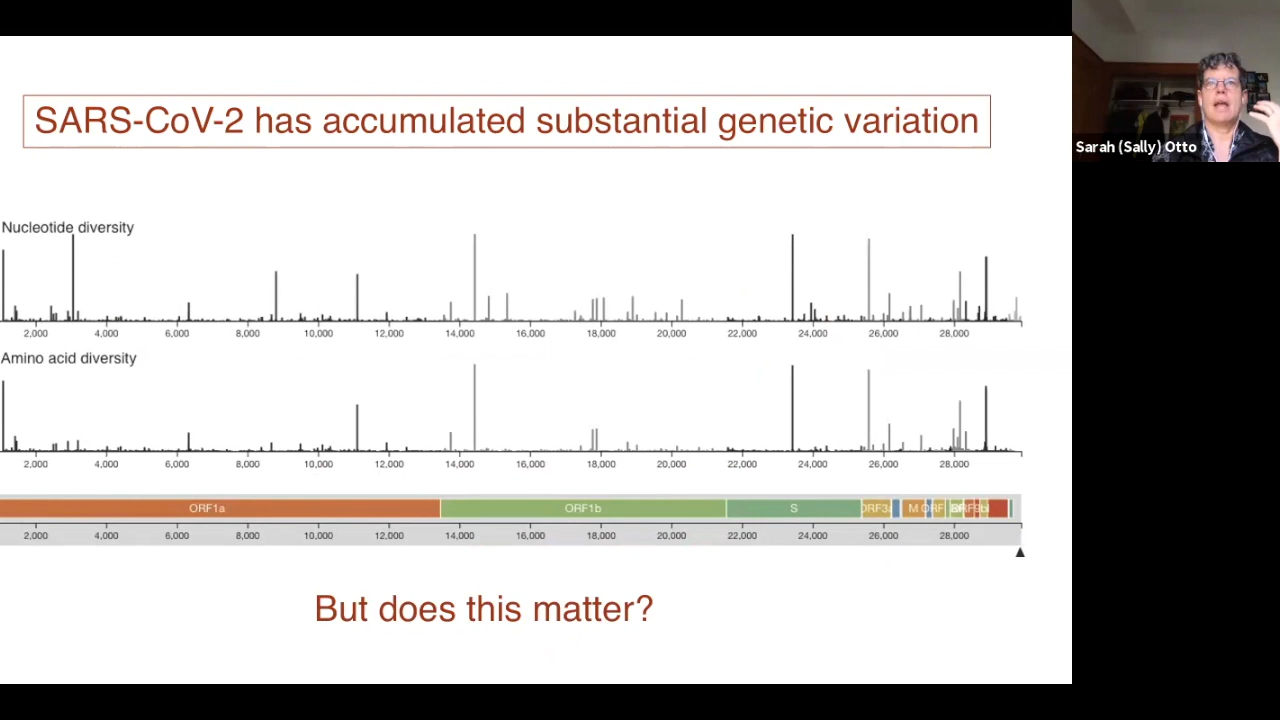 SARS-CoV-2 has accumulated substantial genetic variation
Sarah (Sally) Otto
Nucleotide diversity
2,000 4,000 6,000 8,000 10,000 12,000 14,000 16,000 18,000 20,000 22,000 24,000 26,000 28,000
Amino acid diversity
2,000 4,000 6,000 8,000 10,000 12,000 14,000 16,000 18,000 20,000 22,000 24,000 26,000 28,000
ORF1a ORF1b S M ORF
2,000 4,000 6,000 8,000 10,000 12,000 14,000 16,000 18,000 20,000 22,000 24,000 26,000 28,000
But does this matter?